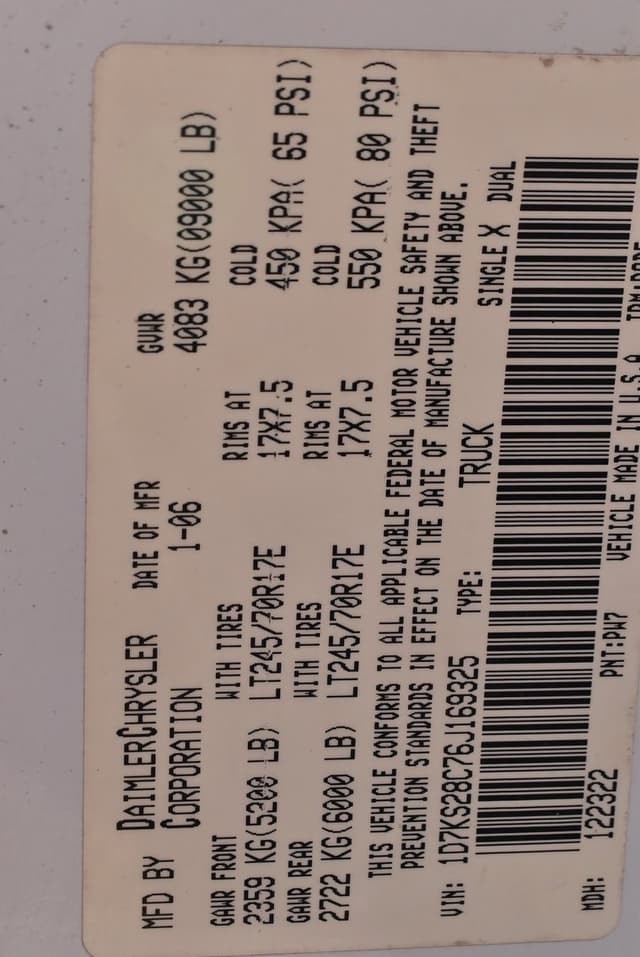 MFD BY DAIMLERCHRYSLER CORPORATION DATE OF MFR 1-06 GVWR 4083 KG(09000 LB)
GAWR FRONT WITH TIRES RIMS AT COLD
2359 KG(5200 LB) LT245/70R17E 17X7.5 450 KPA( 65 PSI)
GAWR REAR WITH TIRES RIMS AT COLD
2722 KG(6000 LB) LT245/70R17E 17X7.5 550 KPA( 80 PSI)
THIS VEHICLE CONFORMS TO ALL APPLICABLE FEDERAL MOTOR VEHICLE SAFETY AND THEFT
PREVENTION STANDARDS IN EFFECT ON THE DATE OF MANUFACTURE SHOWN ABOVE.
VIN: 1D7KS28C76J169325 TYPE: TRUCK SINGLE X DUAL
MDH: 122322 PNT:PW7 VEHICLE MADE IN U.S.A